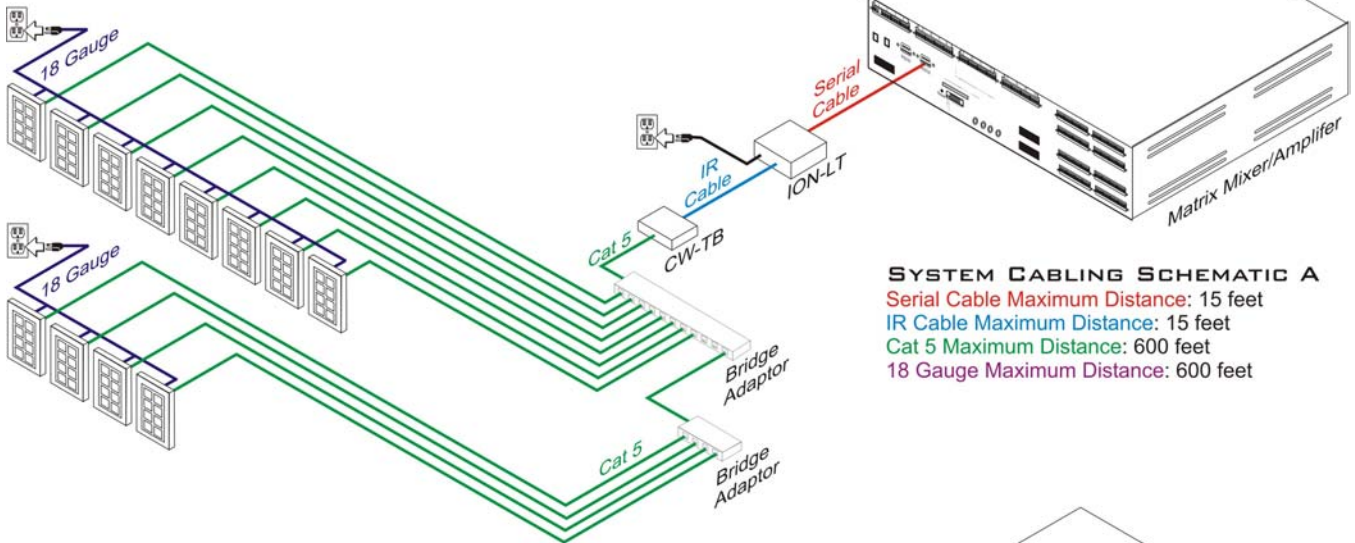 18 Gauge
Serial
Cable
IR
Cable
ION-LT
Matrix Mixer/Amplifer
Cat 5
CW-TB
18 Gauge
SYSTEM CABLING SCHEMATIC A
Serial Cable Maximum Distance: 15 feet
IR Cable Maximum Distance: 15 feet
Cat 5 Maximum Distance: 600 feet
18 Gauge Maximum Distance: 600 feet
Bridge
Adaptor
Cat 5
Bridge
Adaptor